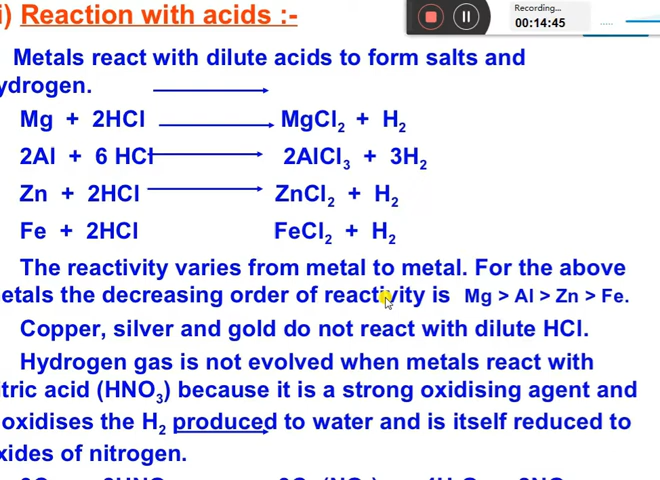 i) Reaction with acids :-
Recording...
00:14:45
Metals react with dilute acids to form salts and
ydrogen.
Mg + 2HCl MgCl₂ + H₂
2Al + 6 HCl 2AlCl₃ + 3H₂
Zn + 2HCl ZnCl₂ + H₂
Fe + 2HCl FeCl₂ + H₂
The reactivity varies from metal to metal. For the above
etals the decreasing order of reactivity is Mg > Al > Zn > Fe.
Copper, silver and gold do not react with dilute HCl.
Hydrogen gas is not evolved when metals react with
itric acid (HNO₃) because it is a strong oxidising agent and
oxidises the H₂ produced to water and is itself reduced to
xides of nitrogen.